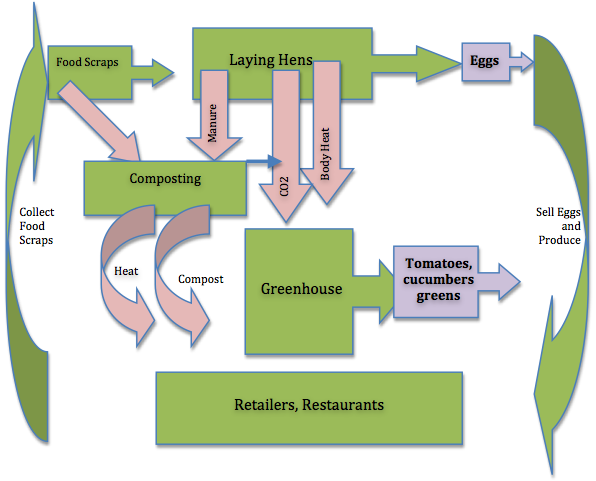 Food Scraps
Laying Hens
Eggs
Manure
CO2
Body Heat
Composting
Collect
Food
Scraps
Sell Eggs
and
Produce
Heat
Compost
Greenhouse
Tomatoes,
cucumbers
greens
Retailers, Restaurants